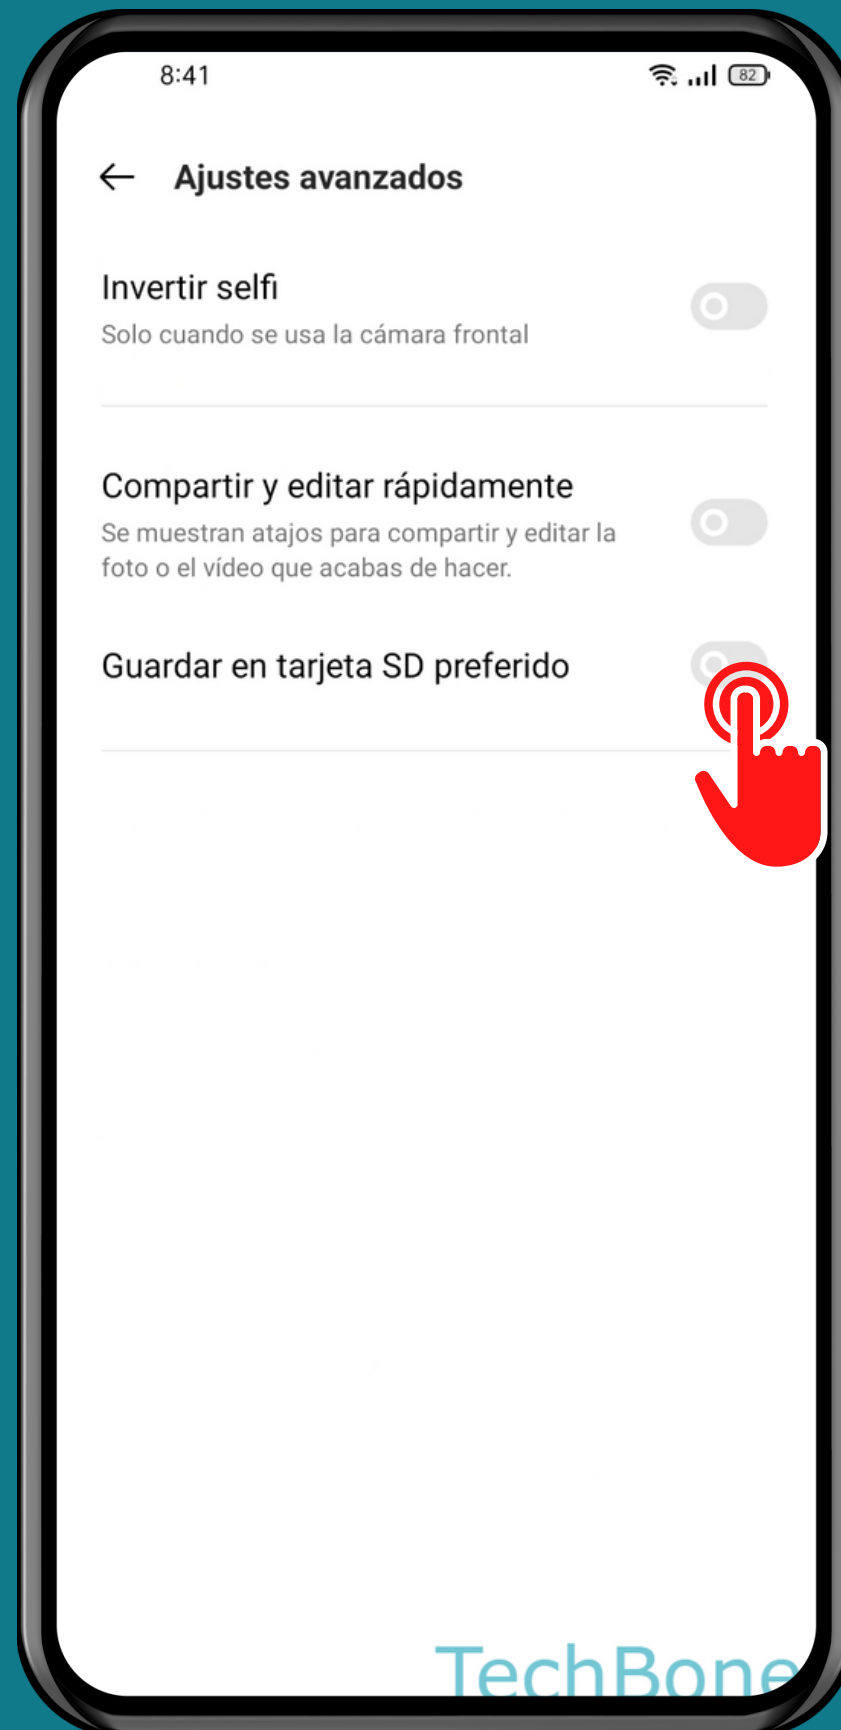 8:41
82
Ajustes avanzados
Invertir selfi
Solo cuando se usa la cámara frontal
Compartir y editar rápidamente
Se muestran atajos para compartir y editar la
foto o el vídeo que acabas de hacer.
Guardar en tarjeta SD preferido
TechBone